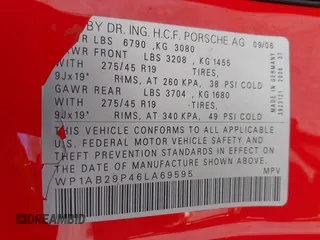 BY DR. ING. H.C.F. PORSCHE AG 09/06
GVWR LBS 6790 ,KG 3080
GAWR FRONT LBS 3208 ,KG 1455
WITH 275/45 R19 TIRES,
9Jx19" RIMS, AT 260 KPA, 38 PSI COLD
GAWR REAR LBS 3704 ,KG 1680
WITH 275/45 R19 TIRES,
9Jx19" RIMS, AT 340 KPA, 49 PSI COLD
THIS VEHICLE CONFORMS TO ALL APPLICABLE
U.S. FEDERAL MOTOR VEHICLE SAFETY BUMPER AND
THEFT PREVENTION STANDARDS IN EFFECT ON
THE DATE OF MANUFACTURE SHOWN ABOVE.
WP1AB29P46LA69595 MPV
DREAMBID